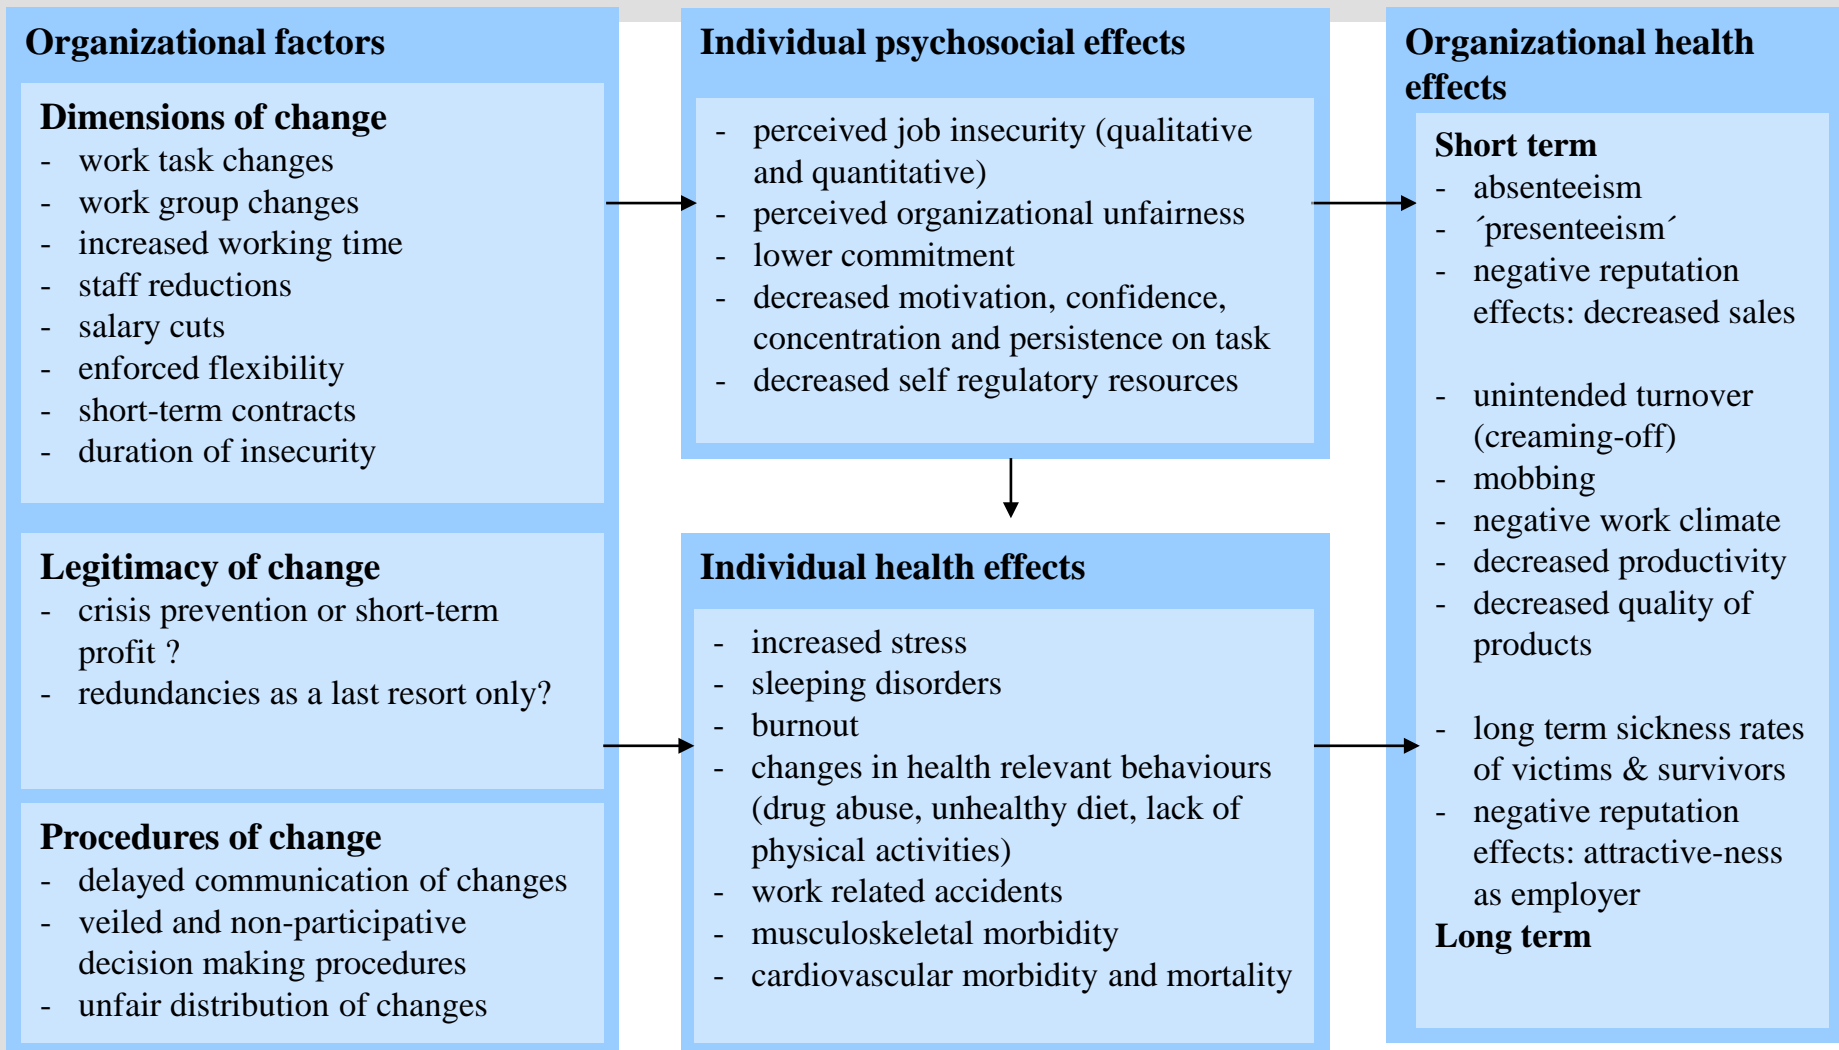 Organizational factors
Dimensions of change
- work task changes
- work group changes
- increased working time
- staff reductions
- salary cuts
- enforced flexibility
- short-term contracts
- duration of insecurity
Legitimacy of change
- crisis prevention or short-term
profit ?
- redundancies as a last resort only?
Procedures of change
- delayed communication of changes
- veiled and non-participative
decision making procedures
- unfair distribution of changes
Individual psychosocial effects
- perceived job insecurity (qualitative
and quantitative)
- perceived organizational unfairness
- lower commitment
- decreased motivation, confidence,
concentration and persistence on task
- decreased self regulatory resources
Individual health effects
- increased stress
- sleeping disorders
- burnout
- changes in health relevant behaviours
(drug abuse, unhealthy diet, lack of
physical activities)
- work related accidents
- musculoskeletal morbidity
- cardiovascular morbidity and mortality
Organizational health
effects
Short term
- absenteeism
- ´presenteeism´
- negative reputation
effects: decreased sales
- unintended turnover
(creaming-off)
- mobbing
- negative work climate
- decreased productivity
- decreased quality of
products
- long term sickness rates
of victims & survivors
- negative reputation
effects: attractive-ness
as employer
Long term